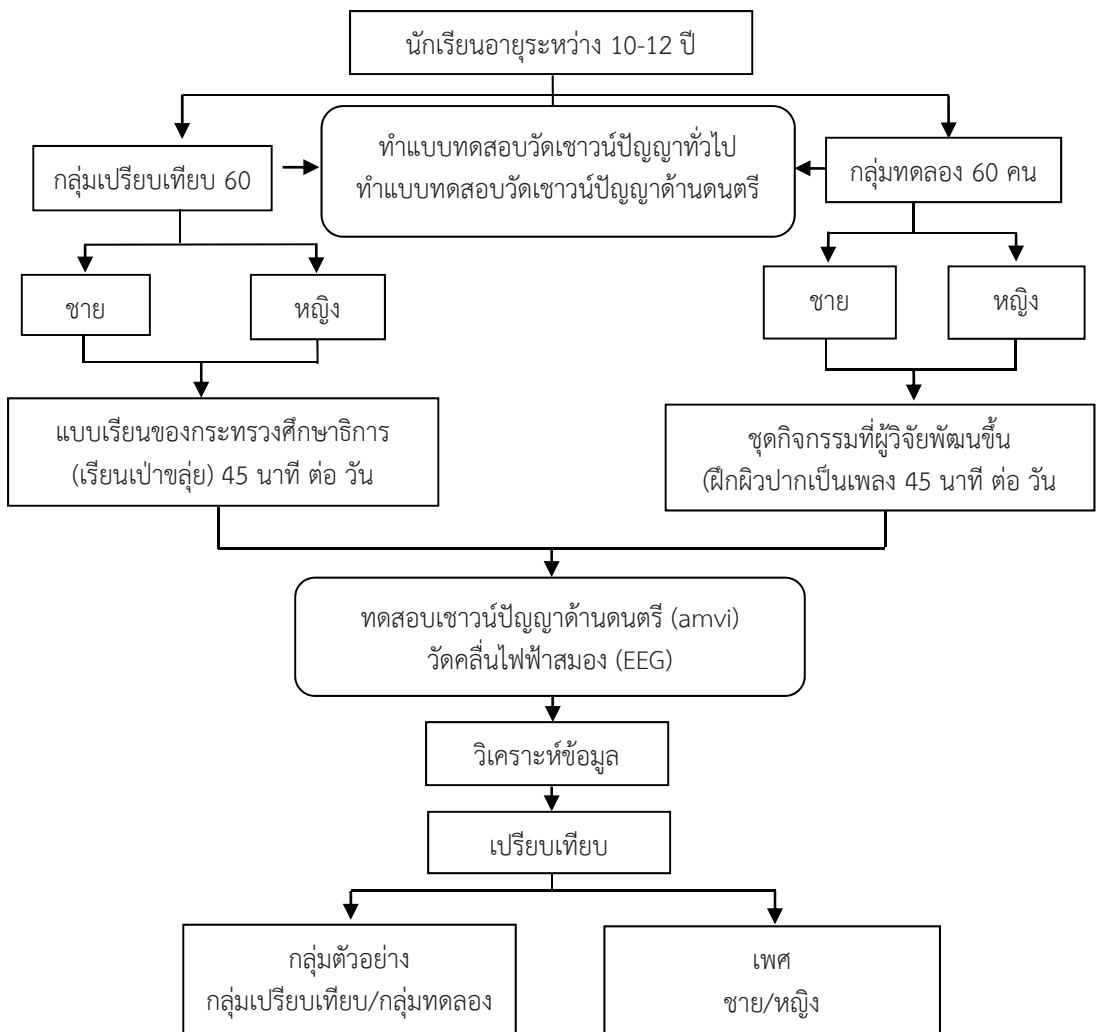 นักเรียนอายุระหว่าง 10-12 ปี
ทำแบบทดสอบวัดเชาวน์ปัญญาทั่วไป
ทำแบบทดสอบวัดเชาวน์ปัญญาด้านดนตรี
กลุ่มเปรียบเทียบ 60
กลุ่มทดลอง 60 คน
ชาย
หญิง
ชาย
หญิง
แบบเรียนของกระทรวงศึกษาธิการ
(เรียนเป่าขลุ่ย) 45 นาที ต่อ วัน
ชุดกิจกรรมที่ผู้วิจัยพัฒนขึ้น
(ฝึกผิวปากเป็นเพลง 45 นาที ต่อ วัน
ทดสอบเชาวน์ปัญญาด้านดนตรี (amvi)
วัดคลื่นไฟฟ้าสมอง (EEG)
วิเคราะห์ข้อมูล
เปรียบเทียบ
กลุ่มตัวอย่าง
กลุ่มเปรียบเทียบ/กลุ่มทดลอง
เพศ
ชาย/หญิง